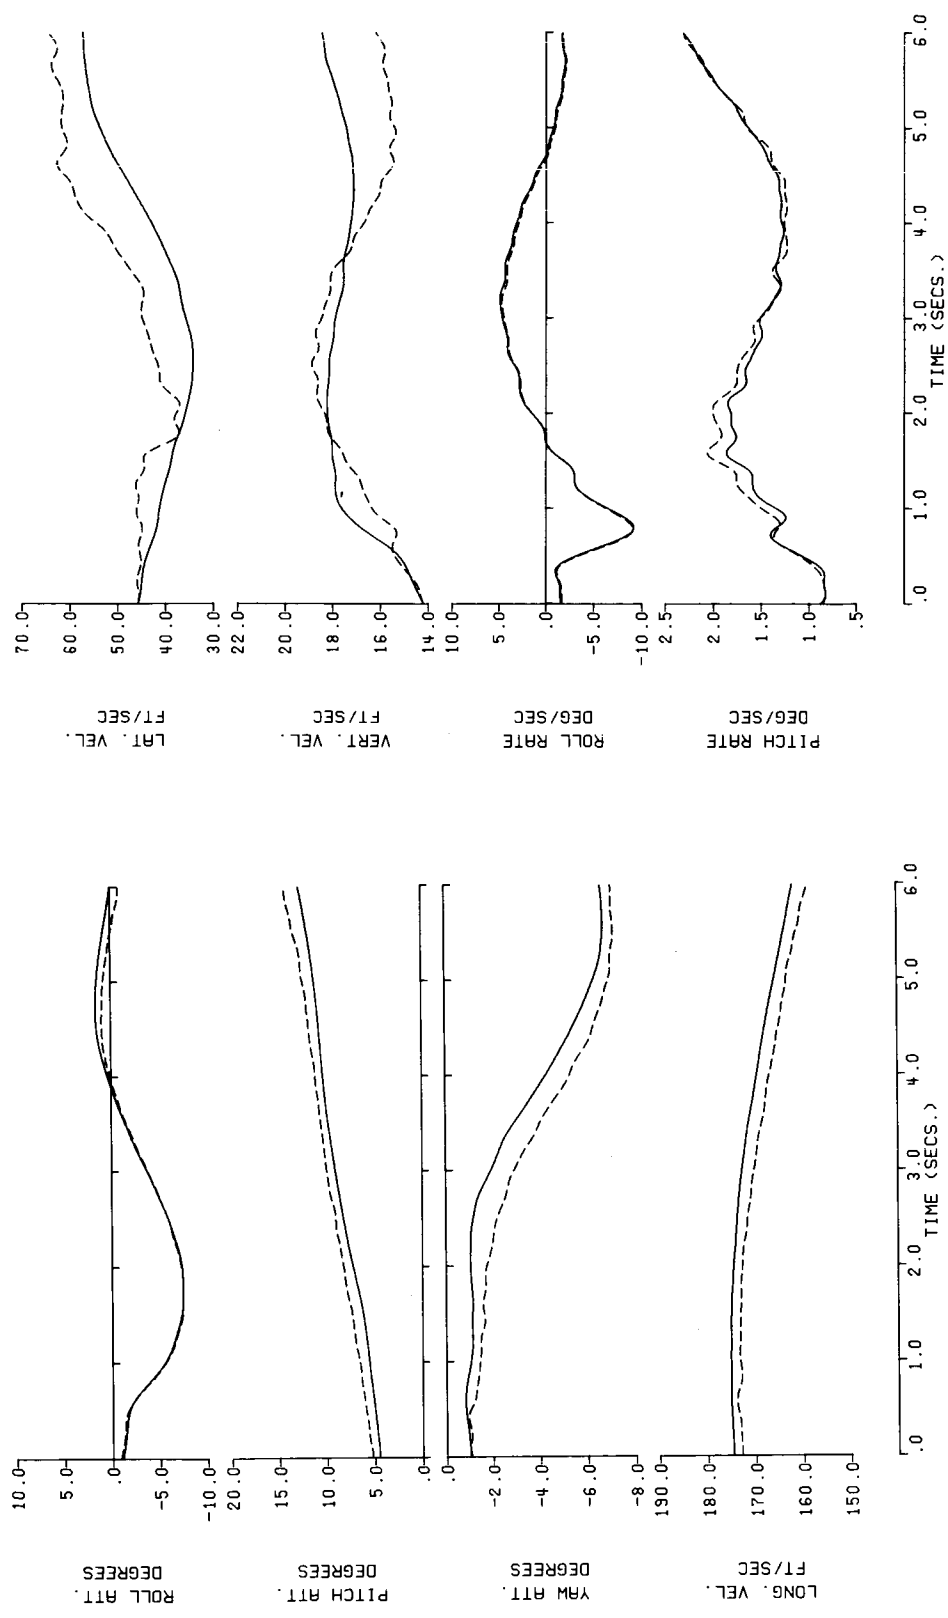 70.0
60.0
50.0
40.0
30.0
LAT. VEL.
FT/SEC
22.0
20.0
18.0
16.0
14.0
VERT. VEL.
FT/SEC
10.0
5.0
.0
-5.0
-10.0
ROLL RATE
DEG/SEC
2.5
2.0
1.5
1.0
.5
PITCH RATE
DEG/SEC
.0 1.0 2.0 3.0 4.0 5.0 6.0
TIME (SECS.)
10.0
5.0
.0
-5.0
-10.0
ROLL ATT.
DEGREES
20.0
15.0
10.0
5.0
.0
PITCH ATT.
DEGREES
.0
-2.0
-4.0
-6.0
-8.0
YAW ATT.
DEGREES
190.0
180.0
170.0
160.0
150.0
LONG. VEL.
FT/SEC
.0 1.0 2.0 3.0 4.0 5.0 6.0
TIME (SECS.)